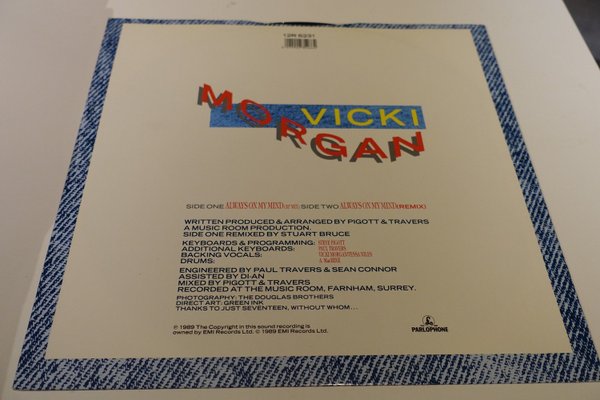 12R 6231
VICKI
MORGAN
SIDE ONE ALWAYS ON MY MIND SIDE TWO ALWAYS ON MY MIND (REMIX)
WRITTEN PRODUCED & ARRANGED BY PIGOTT & TRAVERS
A MUSIC ROOM PRODUCTION.
SIDE ONE REMIXED BY STUART BRUCE
KEYBOARDS & PROGRAMMING: STEVE PIGOTT
ADDITIONAL KEYBOARDS: PAUL TRAVERS
BACKING VOCALS: VICKI MORGAN/TESSA NILES
DRUMS: A MACHINE
ENGINEERED BY PAUL TRAVERS & SEAN CONNOR
ASSISTED BY DI-AN
MIXED BY PIGOTT & TRAVERS
RECORDED AT THE MUSIC ROOM, FARNHAM, SURREY.
PHOTOGRAPHY: THE DOUGLAS BROTHERS
DIRECT ART: GREEN INK
THANKS TO JUST SEVENTEEN, WITHOUT WHOM...
℗ 1989 The Copyright in this sound recording is
owned by EMI Records Ltd. © 1989 EMI Records Ltd.
PARLOPHONE